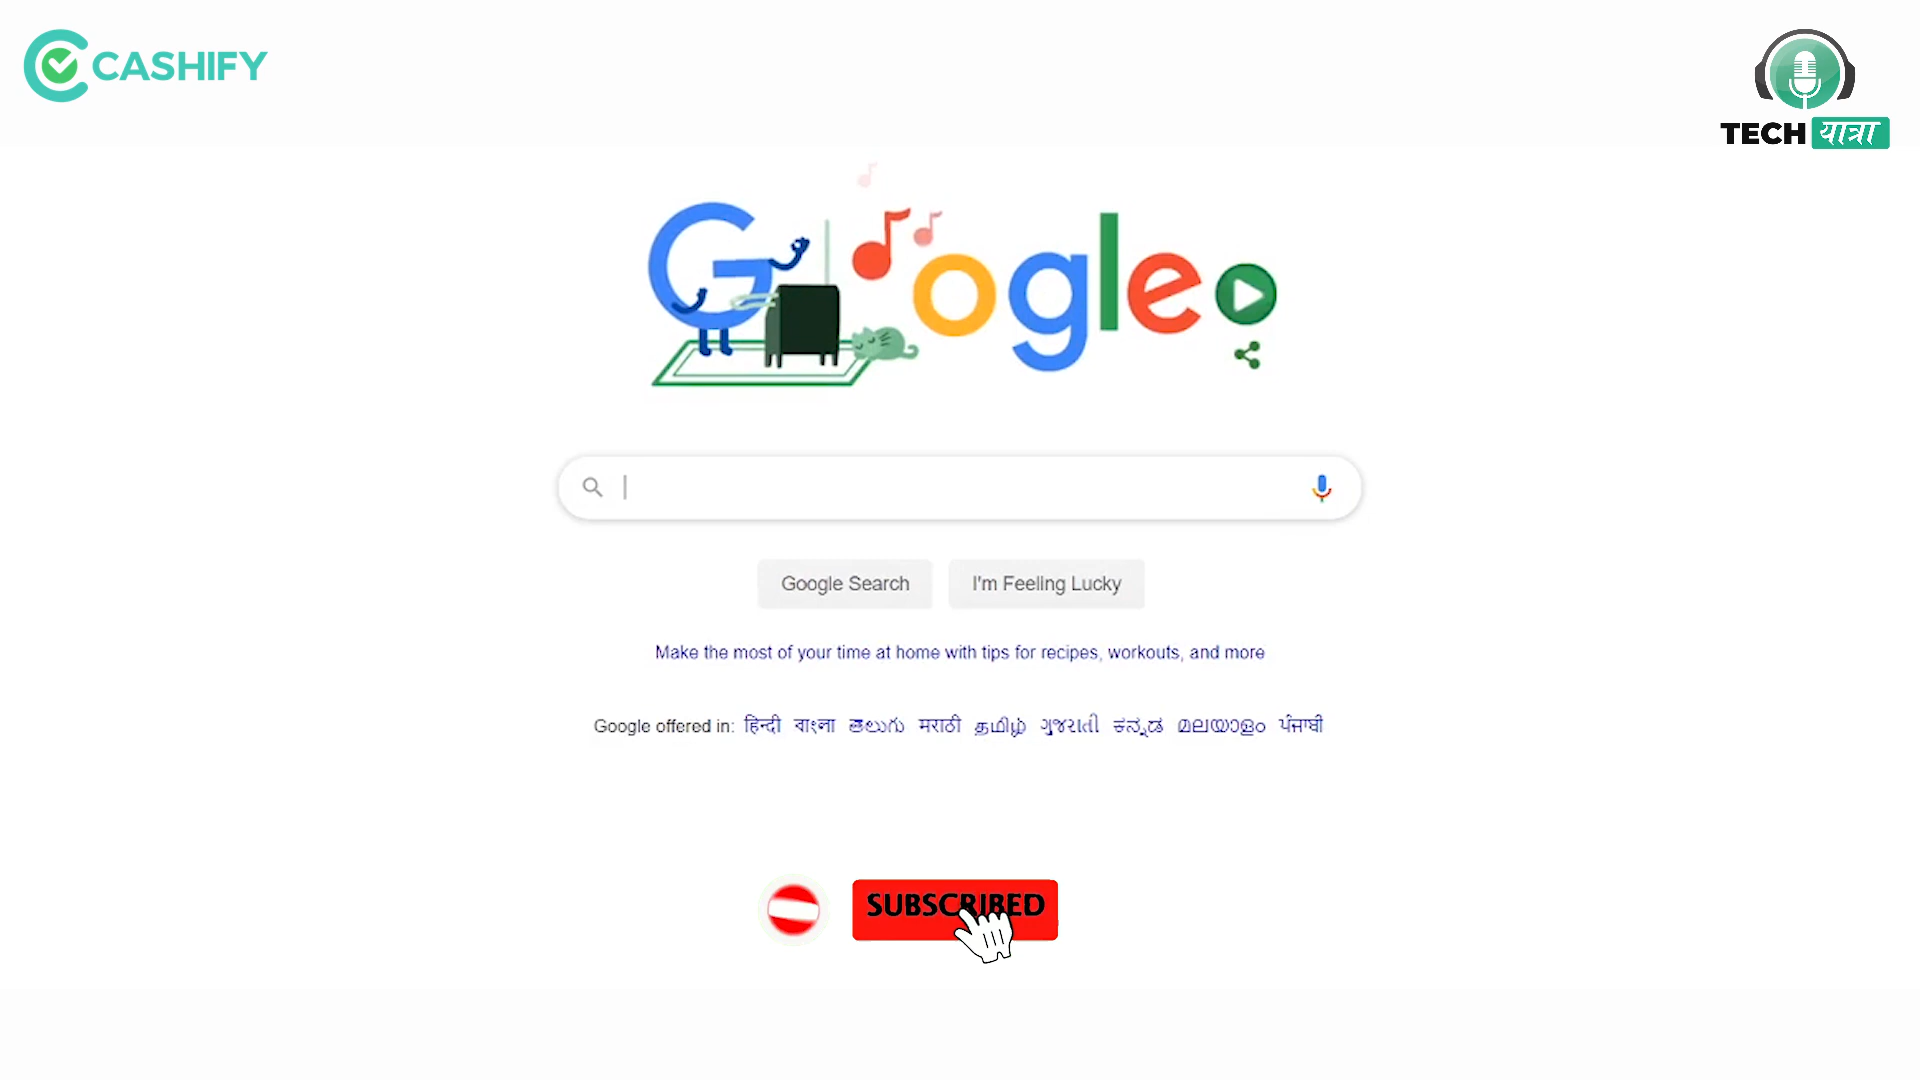 CASHIFY
TECH यात्रा
Google
Google Search
I'm Feeling Lucky
Make the most of your time at home with tips for recipes, workouts, and more
Google offered in: हिन्दी বাংলা తెలుగు मराठी தமிழ் ગુજરાતી ಕನ್ನಡ മലയാളം ਪੰਜਾਬੀ
SUBSCRIBED